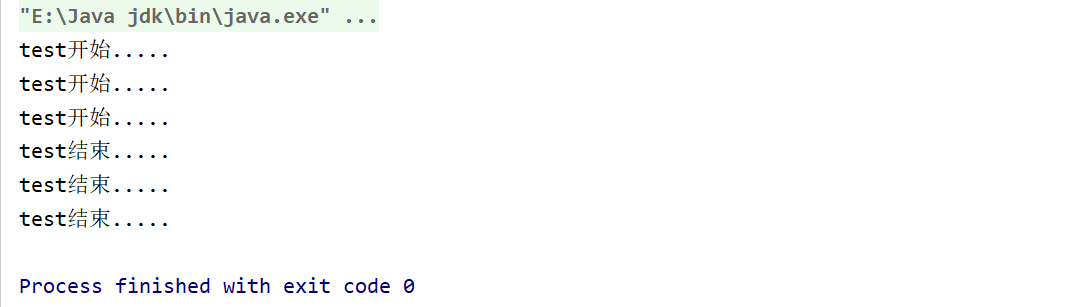 "E:\Java jdk\bin\java.exe" ...
test开始.....
test开始.....
test开始.....
test结束.....
test结束.....
test结束.....
Process finished with exit code 0